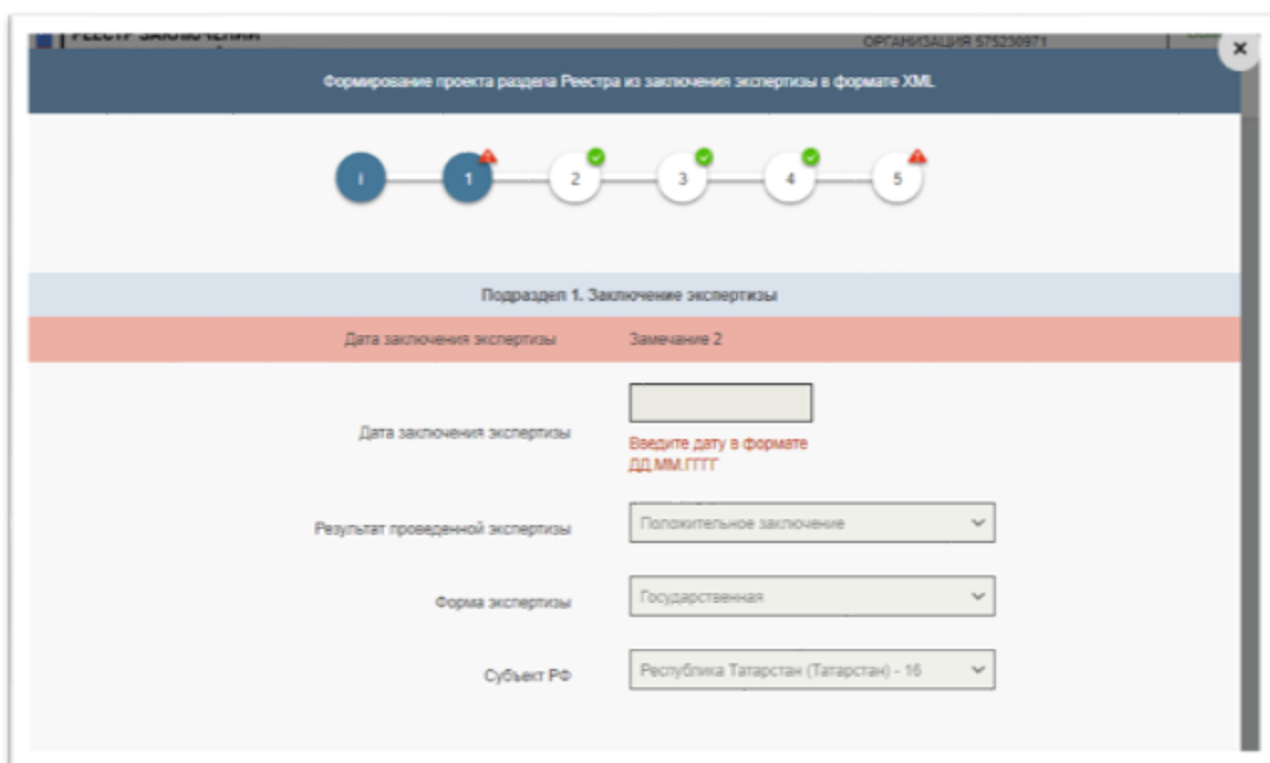 РЕЕСТР ЗАКЛЮЧЕНИЙ
ОРГАНИЗАЦИЯ 575230971
×
Формирование проекта раздела Реестра из заключения экспертизы в формате XML
i 1 2 3 4 5
Подраздел 1. Заключение экспертизы
Дата заключения экспертизы Замечание 2
Дата заключения экспертизы
Введите дату в формате
ДД.ММ.ГГГГ
Результат проведенной экспертизы Положительное заключение
Форма экспертизы Государственная
Субъект РФ Республика Татарстан (Татарстан) - 16